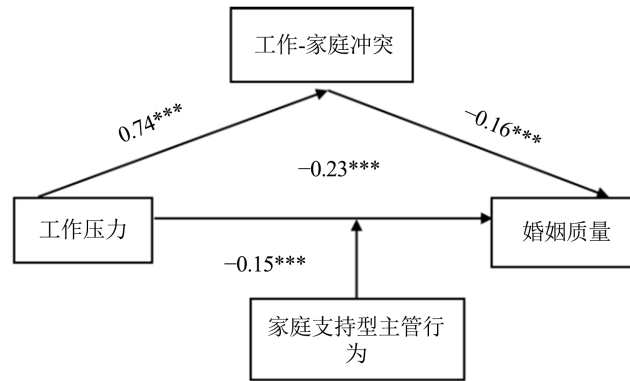 工作-家庭冲突
0.74***
−0.16***
−0.23***
工作压力
婚姻质量
−0.15***
家庭支持型主管行
为